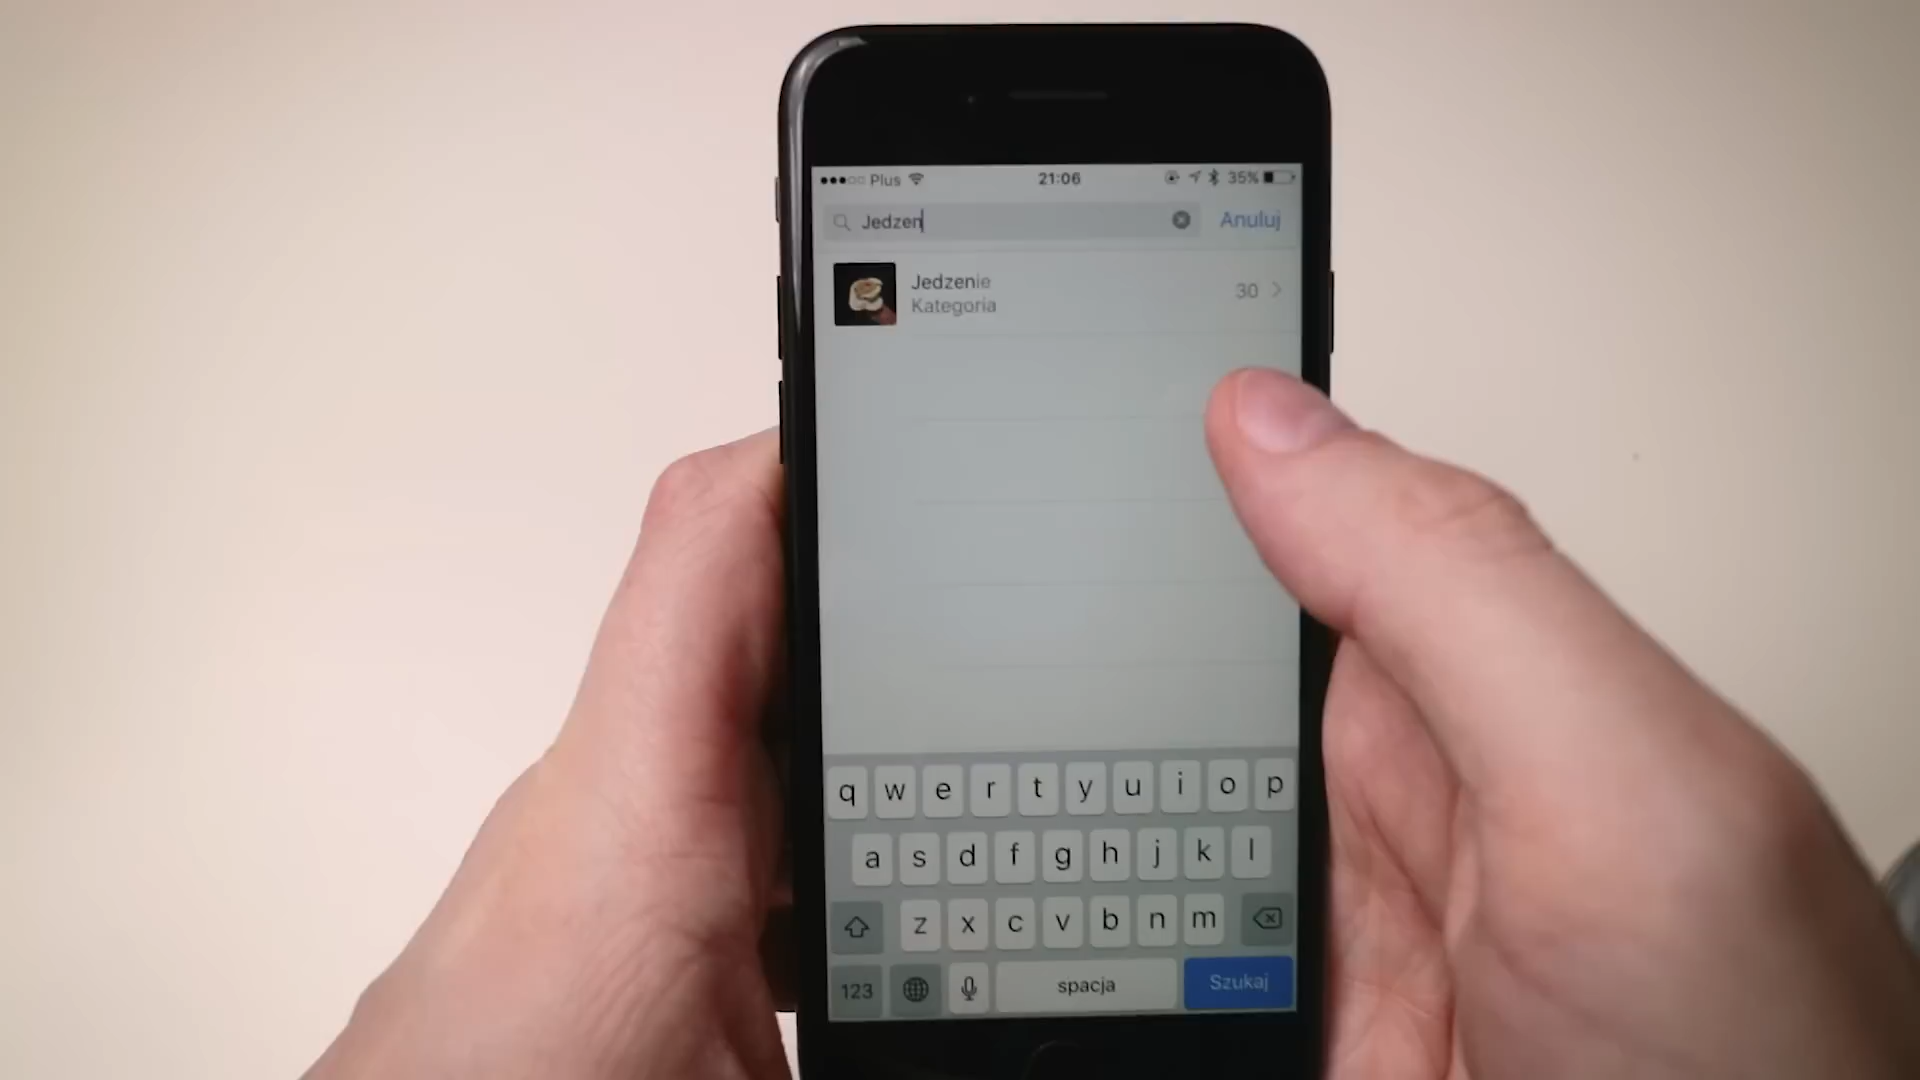 Plus 21:06 35%
Jedzen Anuluj
Jedzenie
Kategoria
30
q w e r t y u i o p
a s d f g h j k l
z x c v b n m
123 spacja Szukaj